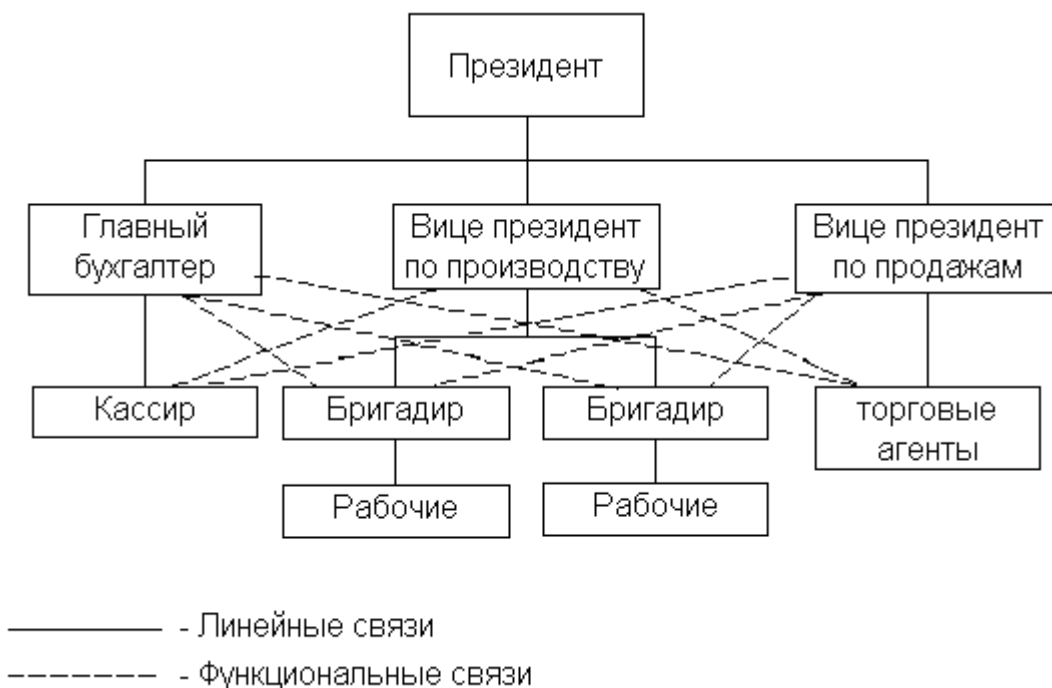 Президент
Главный
бухгалтер
Вице президент
по производству
Вице президент
по продажам
Кассир
Бригадир
Бригадир
торговые
агенты
Рабочие
Рабочие
- Линейные связи
- Функциональные связи